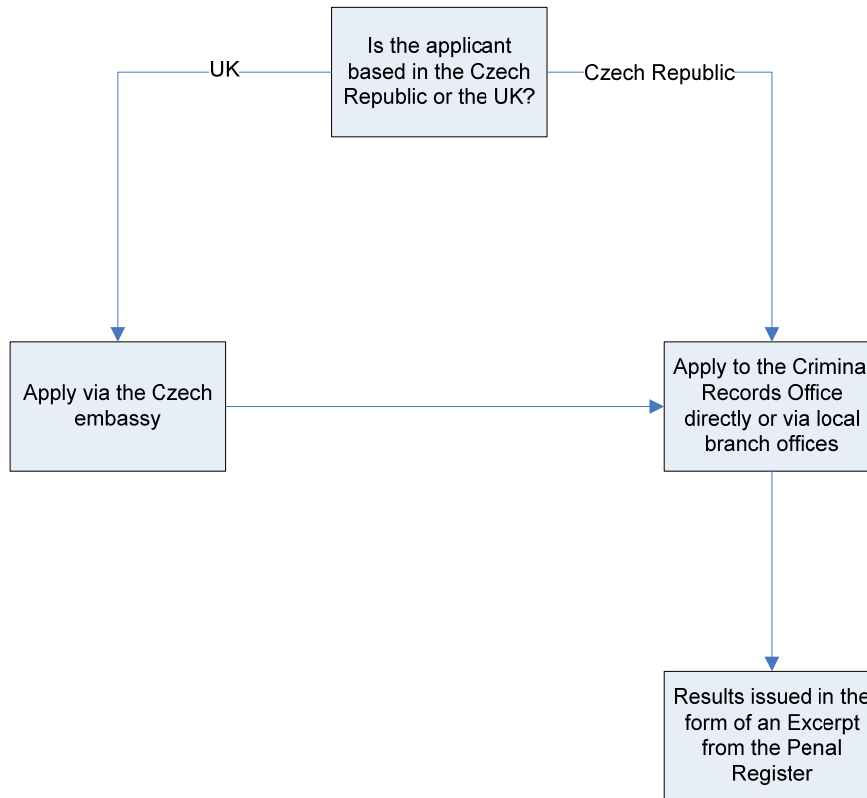 Is the applicant
based in the Czech
Republic or the UK?
UK
Czech Republic
Apply via the Czech
embassy
Apply to the Crimina
Records Office
directly or via local
branch offices
Results issued in the
form of an Excerpt
from the Penal
Register